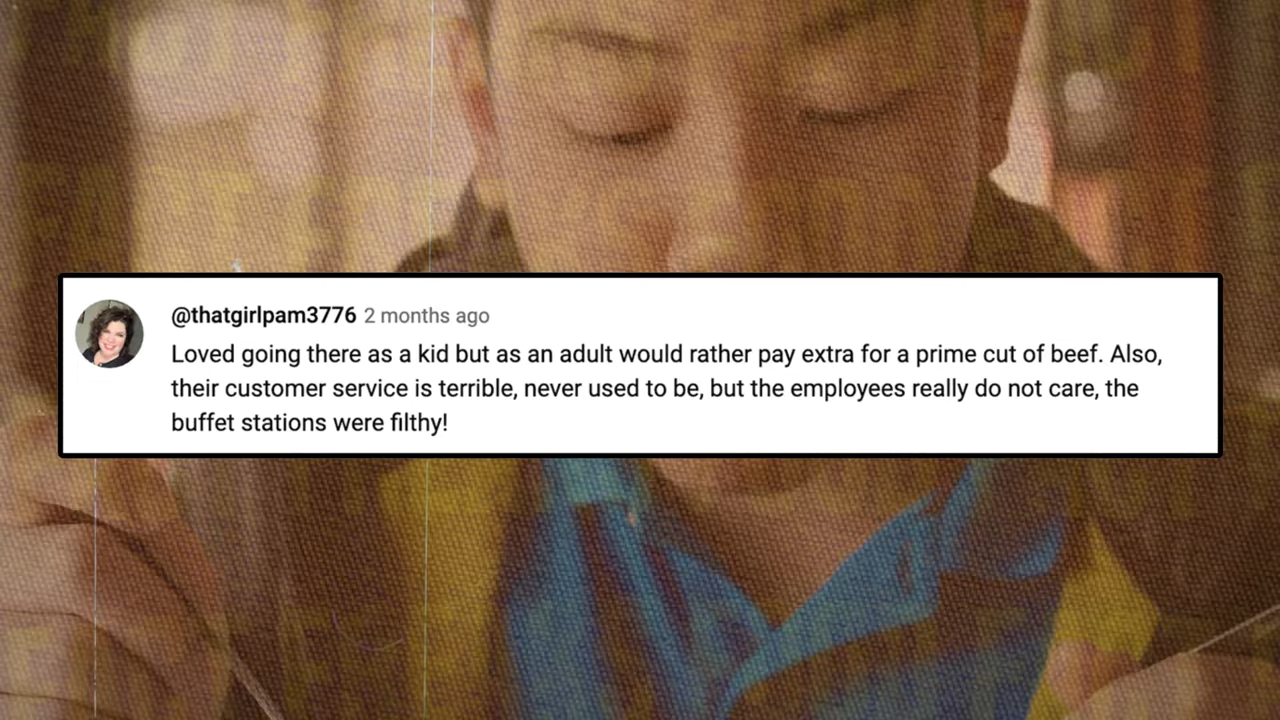 @thatgirlpam3776 2 months ago
Loved going there as a kid but as an adult would rather pay extra for a prime cut of beef. Also,
their customer service is terrible, never used to be, but the employees really do not care, the
buffet stations were filthy!